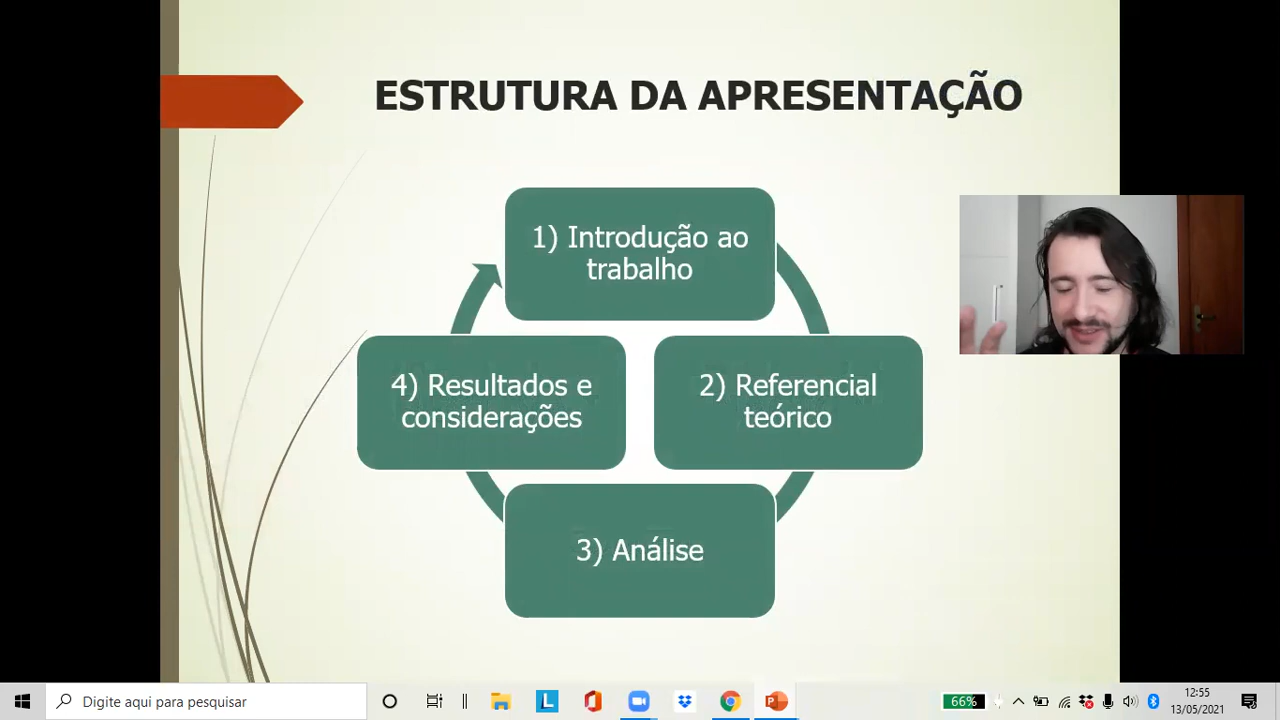 ESTRUTURA DA APRESENTAÇÃO
1) Introdução ao
trabalho
2) Referencial
teórico
3) Análise
4) Resultados e
considerações
Digite aqui para pesquisar
L
66%
12:55
13/05/2021